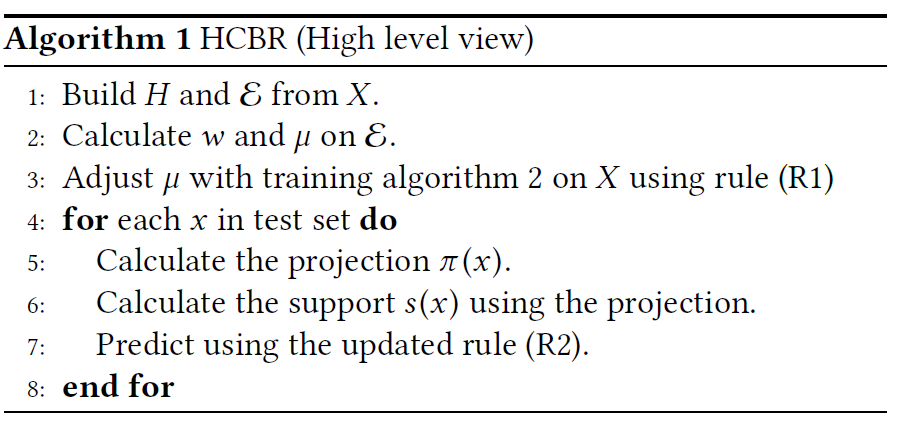 Algorithm 1 HCBR (High level view)
1: Build H and ℰ from X.
2: Calculate w and μ on ℰ.
3: Adjust μ with training algorithm 2 on X using rule (R1)
4: for each x in test set do
5: Calculate the projection π(x).
6: Calculate the support s(x) using the projection.
7: Predict using the updated rule (R2).
8: end for